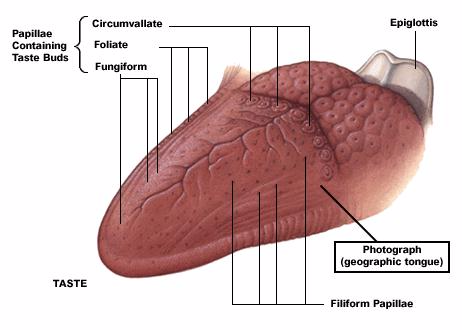 Papillae
Containing
Taste Buds
Circumvallate
Foliate
Fungiform
Epiglottis
Photograph
(geographic tongue)
TASTE
Filiform Papillae